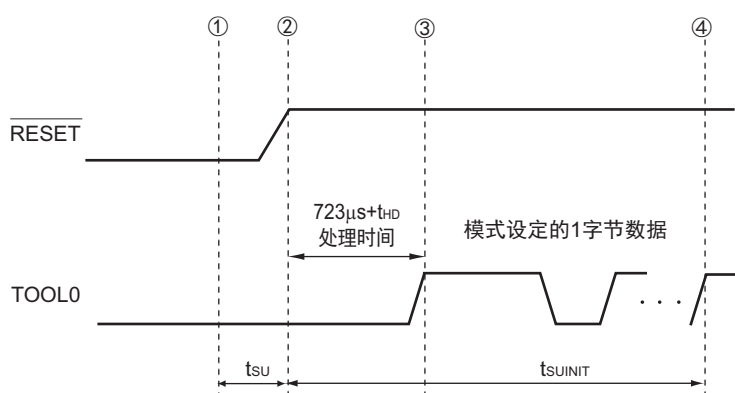 ① ② ③ ④
RESET
723μs+tHD
处理时间
模式设定的1字节数据
TOOL0
. . .
tSU
tSUINIT